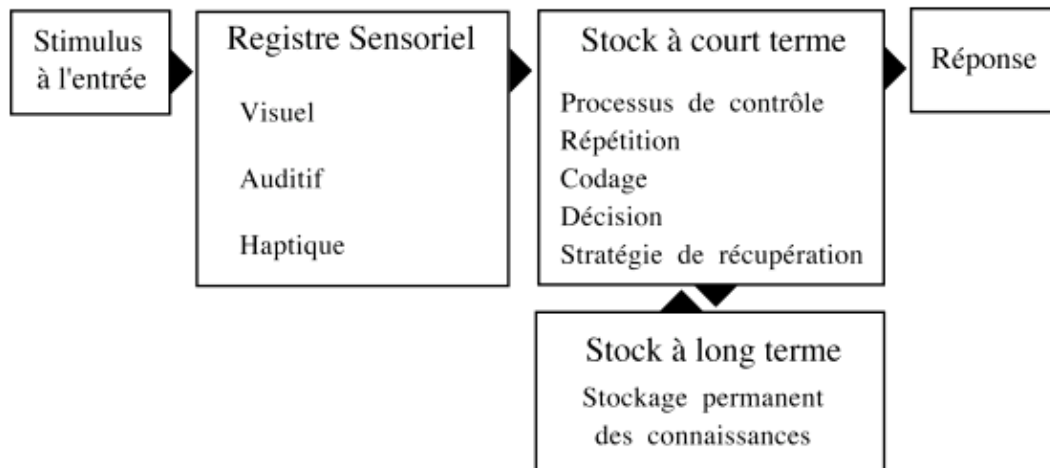 Stimulus
à l'entrée
Registre Sensoriel
Visuel
Auditif
Haptique
Stock à court terme
Processus de contrôle
Répétition
Codage
Décision
Stratégie de récupération
Réponse
Stock à long terme
Stockage permanent
des connaissances